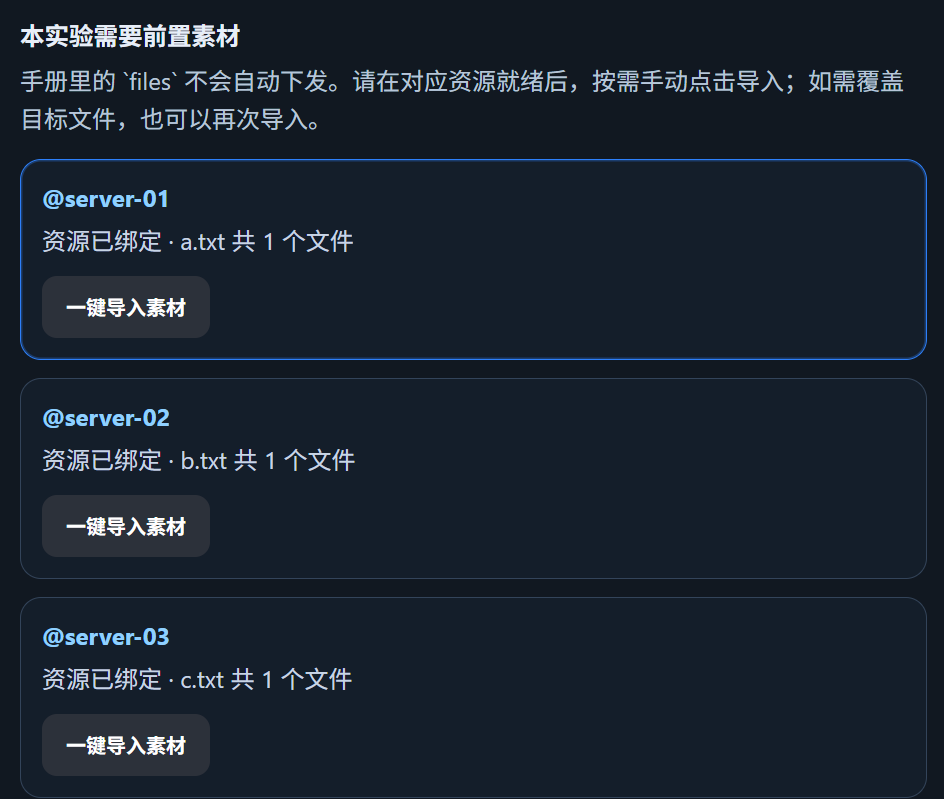 本实验需要前置素材
手册里的 `files` 不会自动下发。请在对应资源就绪后，按需手动点击导入；如需覆盖
目标文件，也可以再次导入。
@server-01
资源已绑定 · a.txt 共 1 个文件
一键导入素材
@server-02
资源已绑定 · b.txt 共 1 个文件
一键导入素材
@server-03
资源已绑定 · c.txt 共 1 个文件
一键导入素材